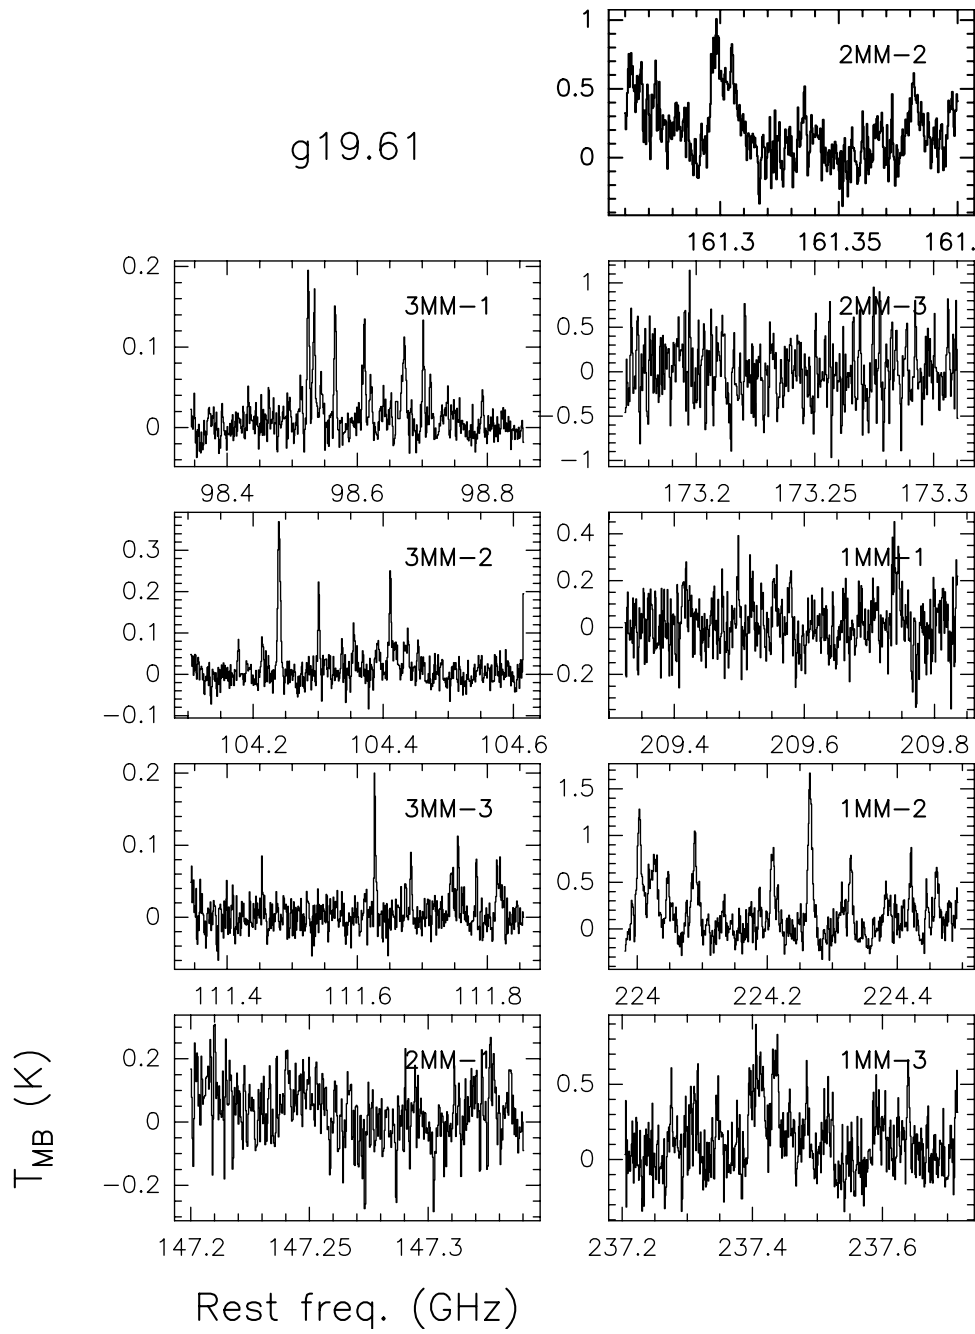 g19.61
2MM-2
1
0.5
0
161.3 161.35 161.
3MM-1
0.2
0.1
0
98.4 98.6 98.8
2MM-3
1
0.5
0
-0.5
-1
173.2 173.25 173.3
3MM-2
0.3
0.2
0.1
0
-0.1
104.2 104.4 104.6
1MM-1
0.4
0.2
0
-0.2
209.4 209.6 209.8
3MM-3
0.2
0.1
0
111.4 111.6 111.8
1MM-2
1.5
1
0.5
0
224 224.2 224.4
2MM-1
0.2
0
-0.2
147.2 147.25 147.3
1MM-3
0.5
0
237.2 237.4 237.6
T_MB (K)
Rest freq. (GHz)